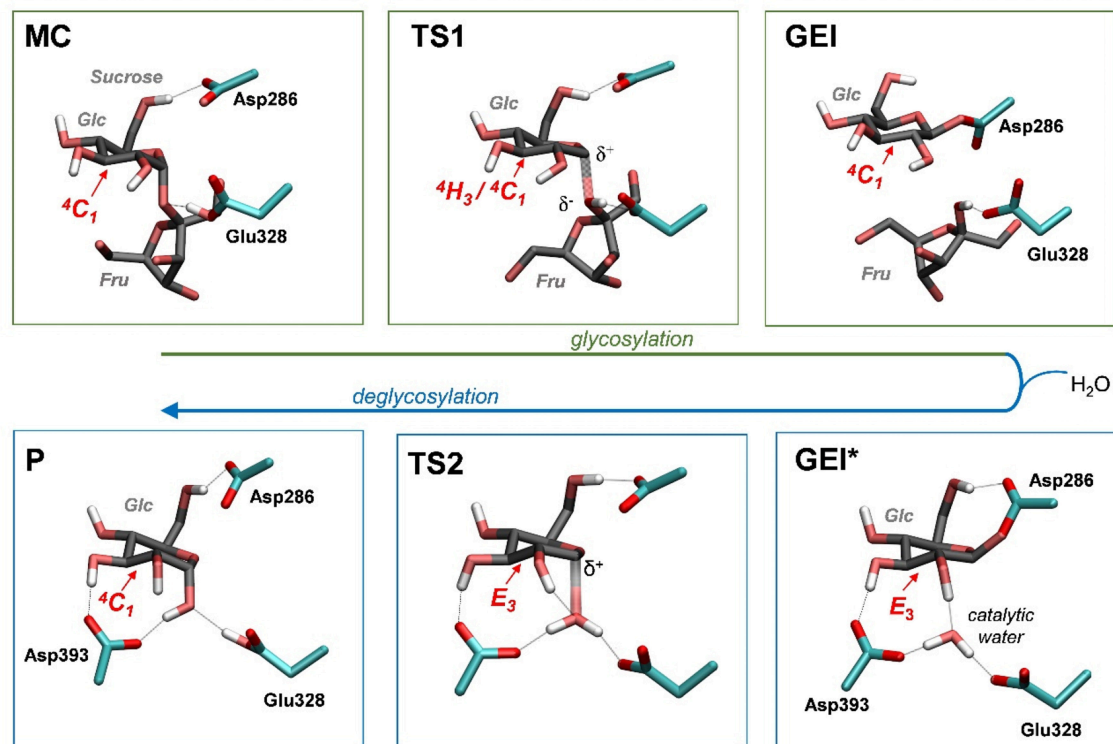 MC
Sucrose
Asp286
Glc
⁴C₁
Glu328
Fru
TS1
Glc
δ⁺
⁴H₃ / ⁴C₁
δ⁻
Fru
GEI
Glc
Asp286
⁴C₁
Glu328
Fru
glycosylation
H₂O
deglycosylation
P
Asp286
Glc
⁴C₁
Asp393
Glu328
TS2
δ⁺
E₃
GEI*
Asp286
Glc
E₃
catalytic
water
Asp393
Glu328